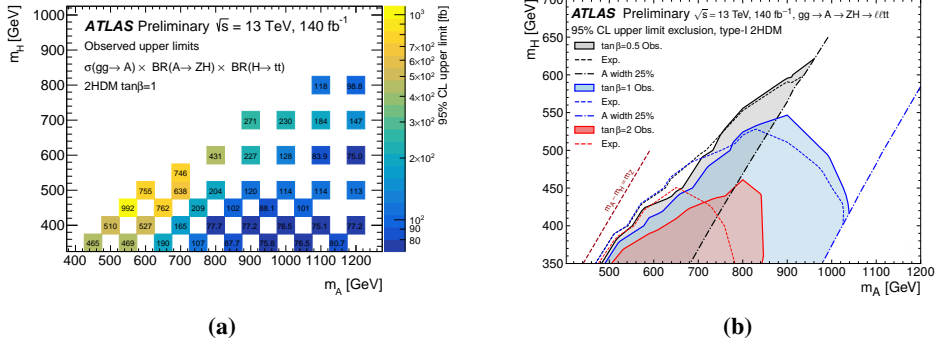 ATLAS Preliminary √s = 13 TeV, 140 fb⁻¹
Observed upper limits
σ(gg→ A) × BR(A→ ZH) × BR(H→ tt)
2HDM tanβ=1
m_H [GeV]
1000
900
800
700
600
500
400
118 98.8
271 230 184 147
431 227 128 83.9 75.0
746
755 638 204 120 114 114 113
992 762 209 102 88.1 101
510 527 165 77.7 77.2 76.5 75.1 77.2
465 469 190 107 87.7 75.8 76.5 80.7
400 500 600 700 800 900 1000 1100 1200
m_A [GeV]
10³
7×10²
5×10²
4×10²
3×10²
2×10²
10²
90
80
95% CL upper limit [fb]
(a)
ATLAS Preliminary √s = 13 TeV, 140 fb⁻¹, gg→ A→ ZH→ ℓℓtt
95% CL upper limit exclusion, type-I 2HDM
tanβ=0.5 Obs.
Exp.
A width 25%
tanβ=1 Obs.
Exp.
A width 25%
tanβ=2 Obs.
Exp.
m_A - m_H = m_Z
m_H [GeV]
700
650
600
550
500
450
400
350
400 500 600 700 800 900 1000 1100 1200
m_A [GeV]
(b)